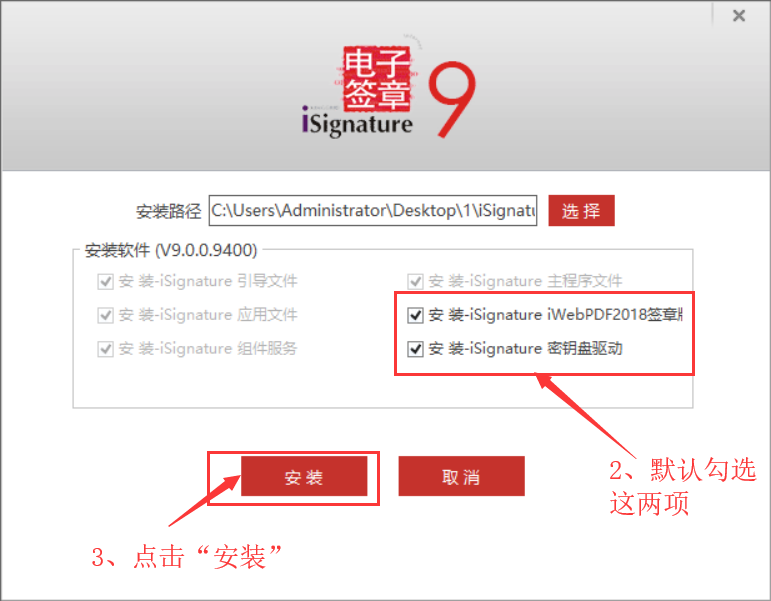 电子
签章
iSignature
9
安装路径 C:\Users\Administrator\Desktop\1\iSignatu 选择
安装软件 (V9.0.0.9400)
安 装-iSignature 引导文件
安 装-iSignature 主程序文件
安 装-iSignature 应用文件
安 装-iSignature iWebPDF2018签章版
安 装-iSignature 组件服务
安 装-iSignature 密钥盘驱动
安装 取消
2、默认勾选
这两项
3、点击“安装”